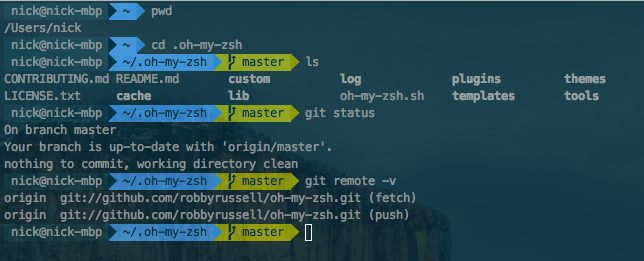 nick@nick-mbp ~ pwd
/Users/nick
nick@nick-mbp ~ cd .oh-my-zsh
nick@nick-mbp ~/.oh-my-zsh master ls
CONTRIBUTING.md README.md custom log plugins themes
LICENSE.txt cache lib oh-my-zsh.sh templates tools
nick@nick-mbp ~/.oh-my-zsh master git status
On branch master
Your branch is up-to-date with 'origin/master'.
nothing to commit, working directory clean
nick@nick-mbp ~/.oh-my-zsh master git remote -v
origin git://github.com/robbyrussell/oh-my-zsh.git (fetch)
origin git://github.com/robbyrussell/oh-my-zsh.git (push)
nick@nick-mbp ~/.oh-my-zsh master